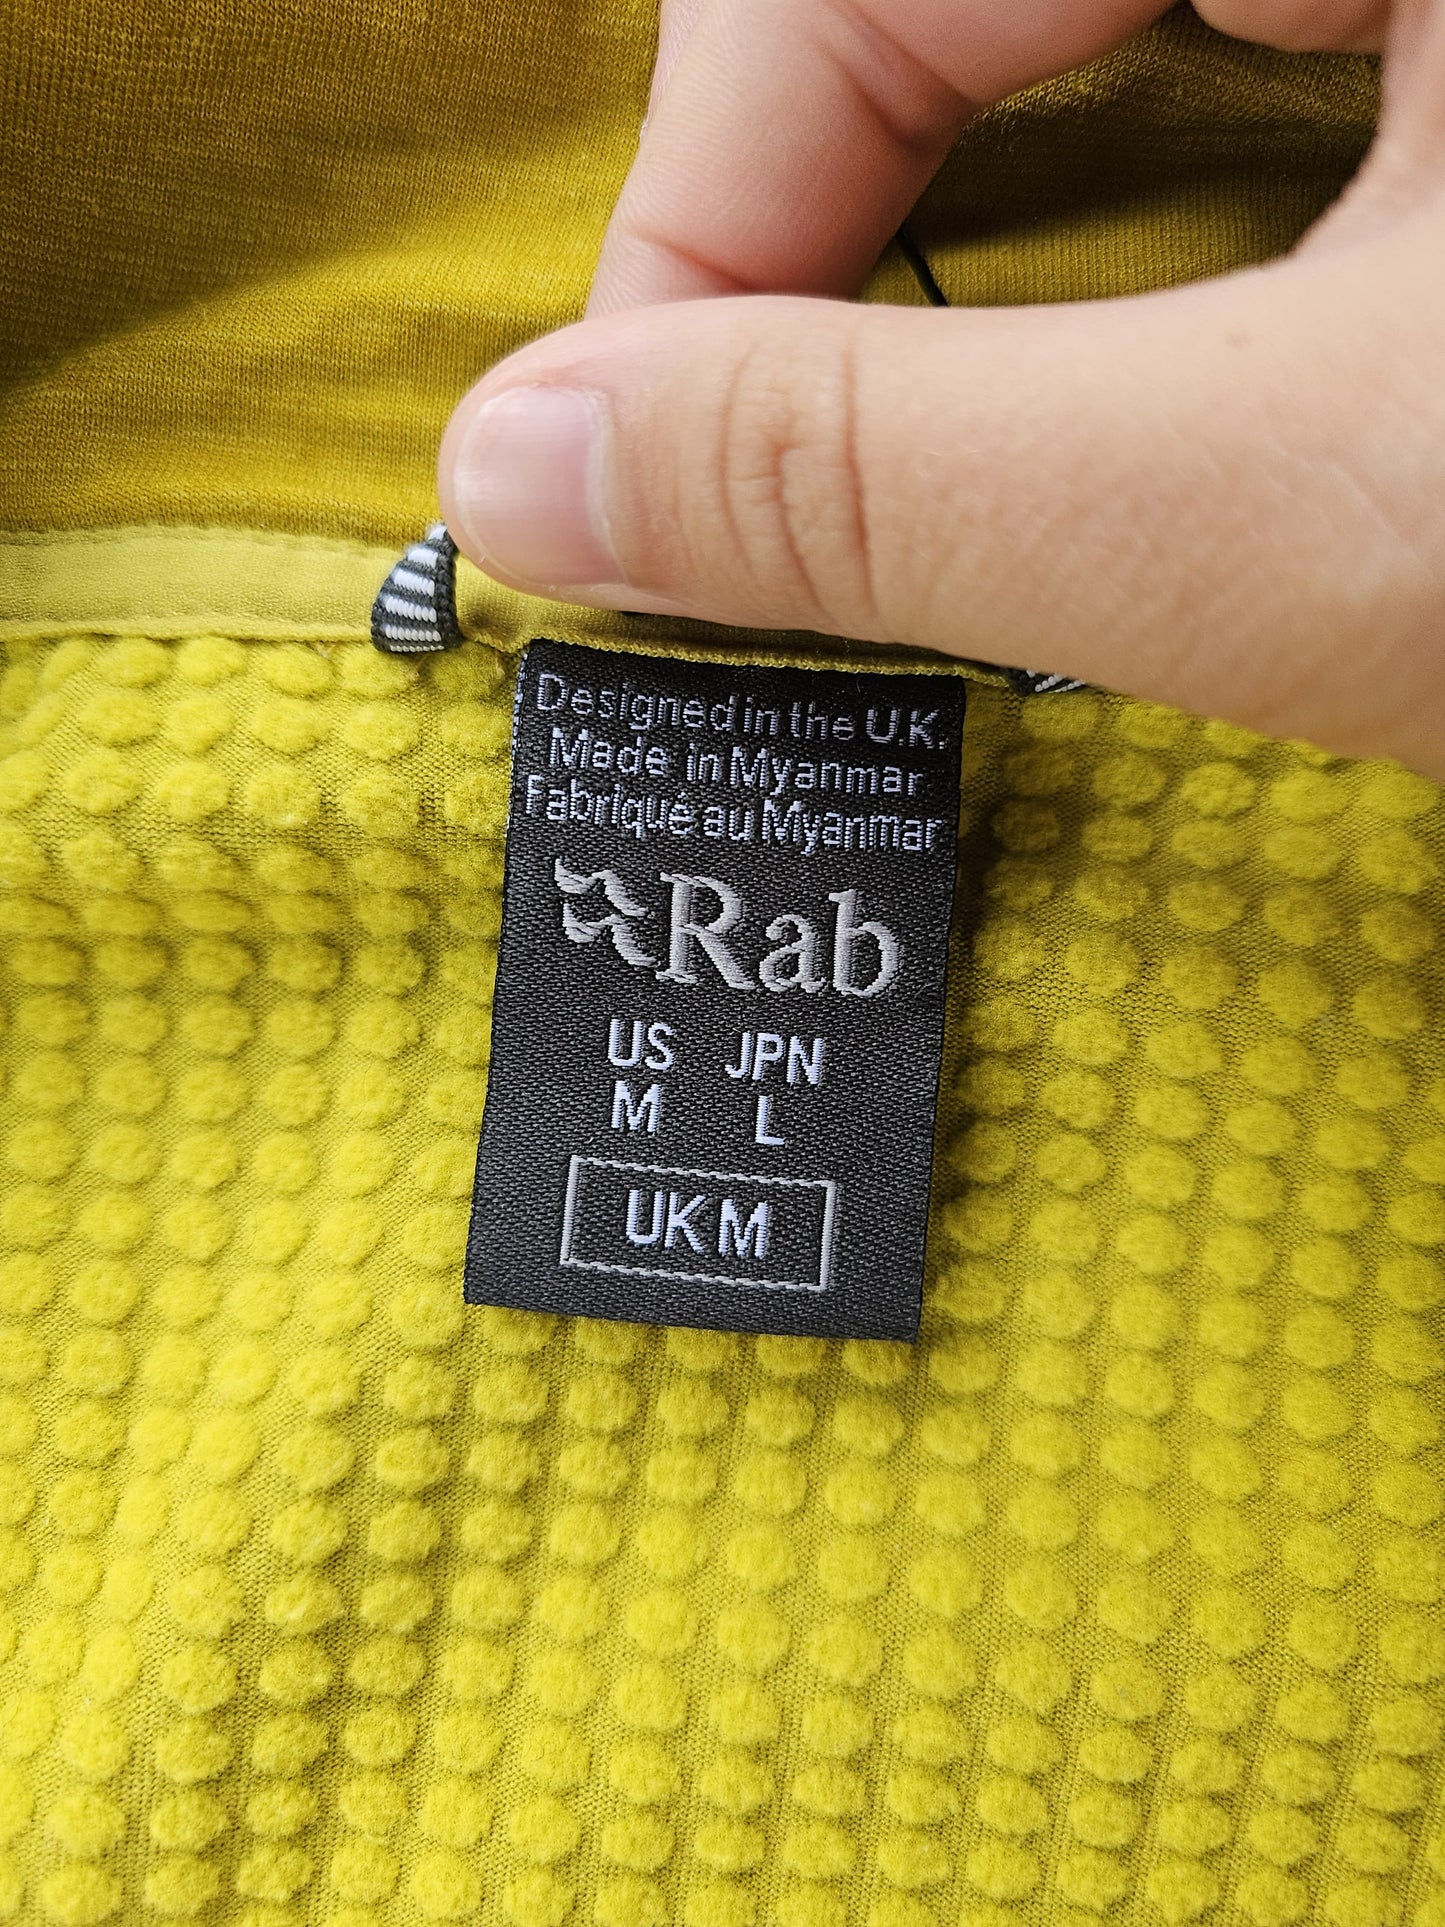 Designed in the U.K.
Made in Myanmar
Fabriqué au Myanmar
Rab
US JPN
M L
UK M